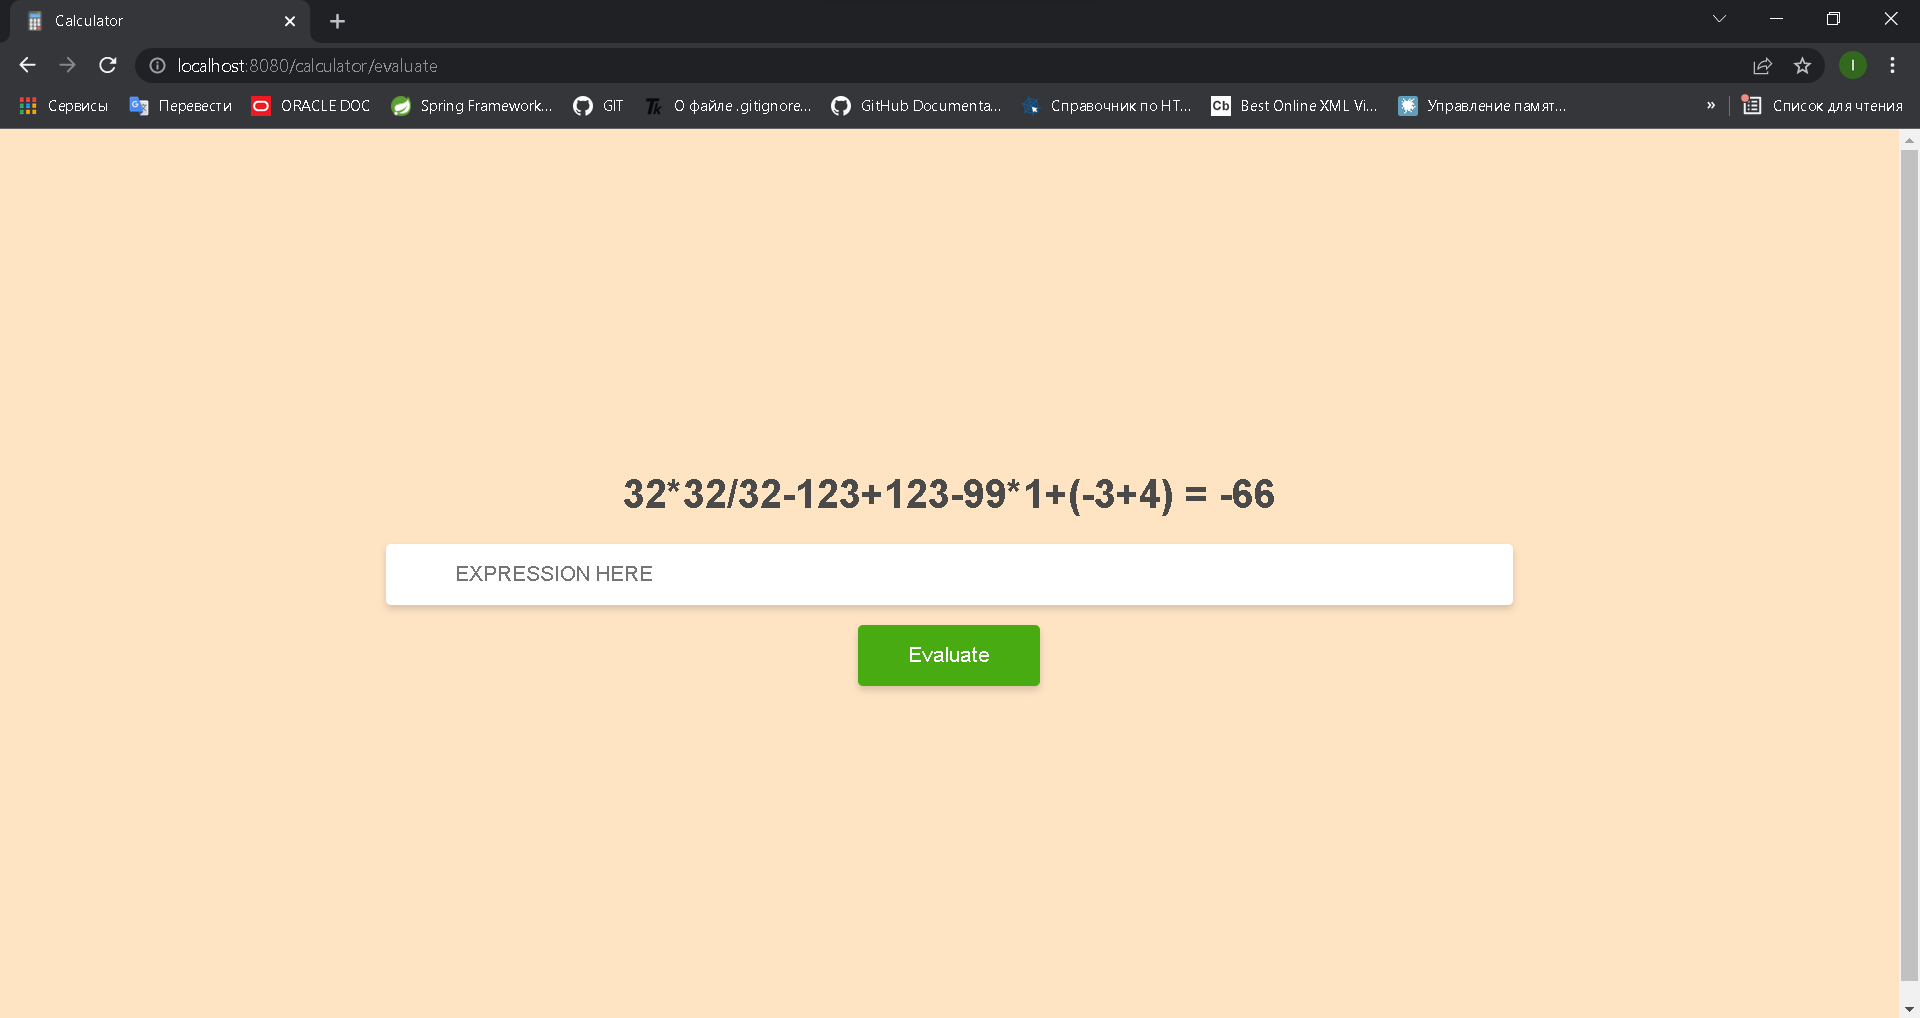 Calculator
localhost:8080/calculator/evaluate
I
Сервисы Перевести ORACLE DOC Spring Framework... GIT Tk О файле .gitignore... GitHub Documenta... Справочник по HT... Cb Best Online XML Vi... Управление памят... » Список для чтения
32*32/32-123+123-99*1+(-3+4) = -66
EXPRESSION HERE
Evaluate